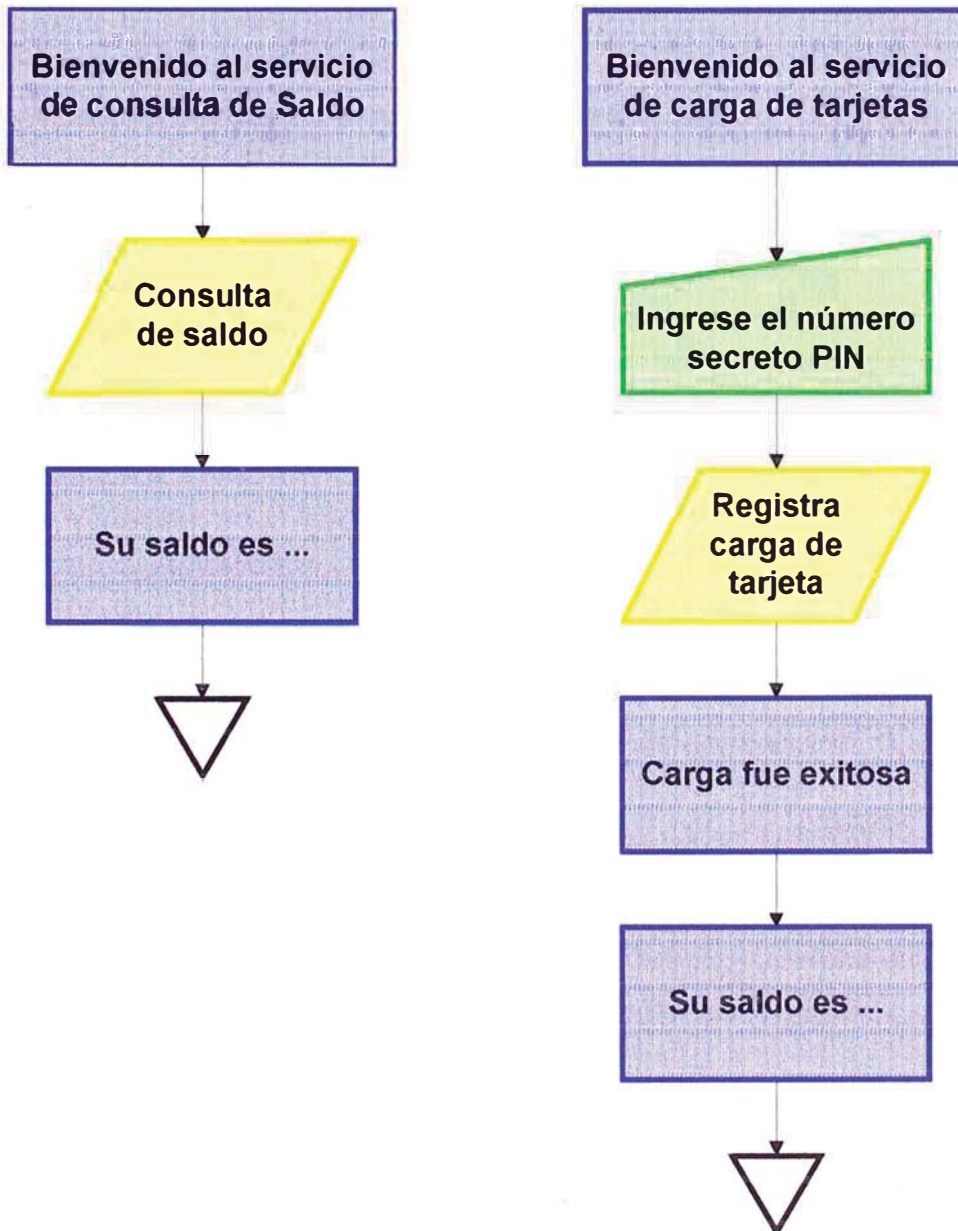 Bienvenido al servicio
de consulta de Saldo
Consulta
de saldo
Su saldo es ...
Bienvenido al servicio
de carga de tarjetas
Ingrese el número
secreto PIN
Registra
carga de
tarjeta
Carga fue exitosa
Su saldo es ...